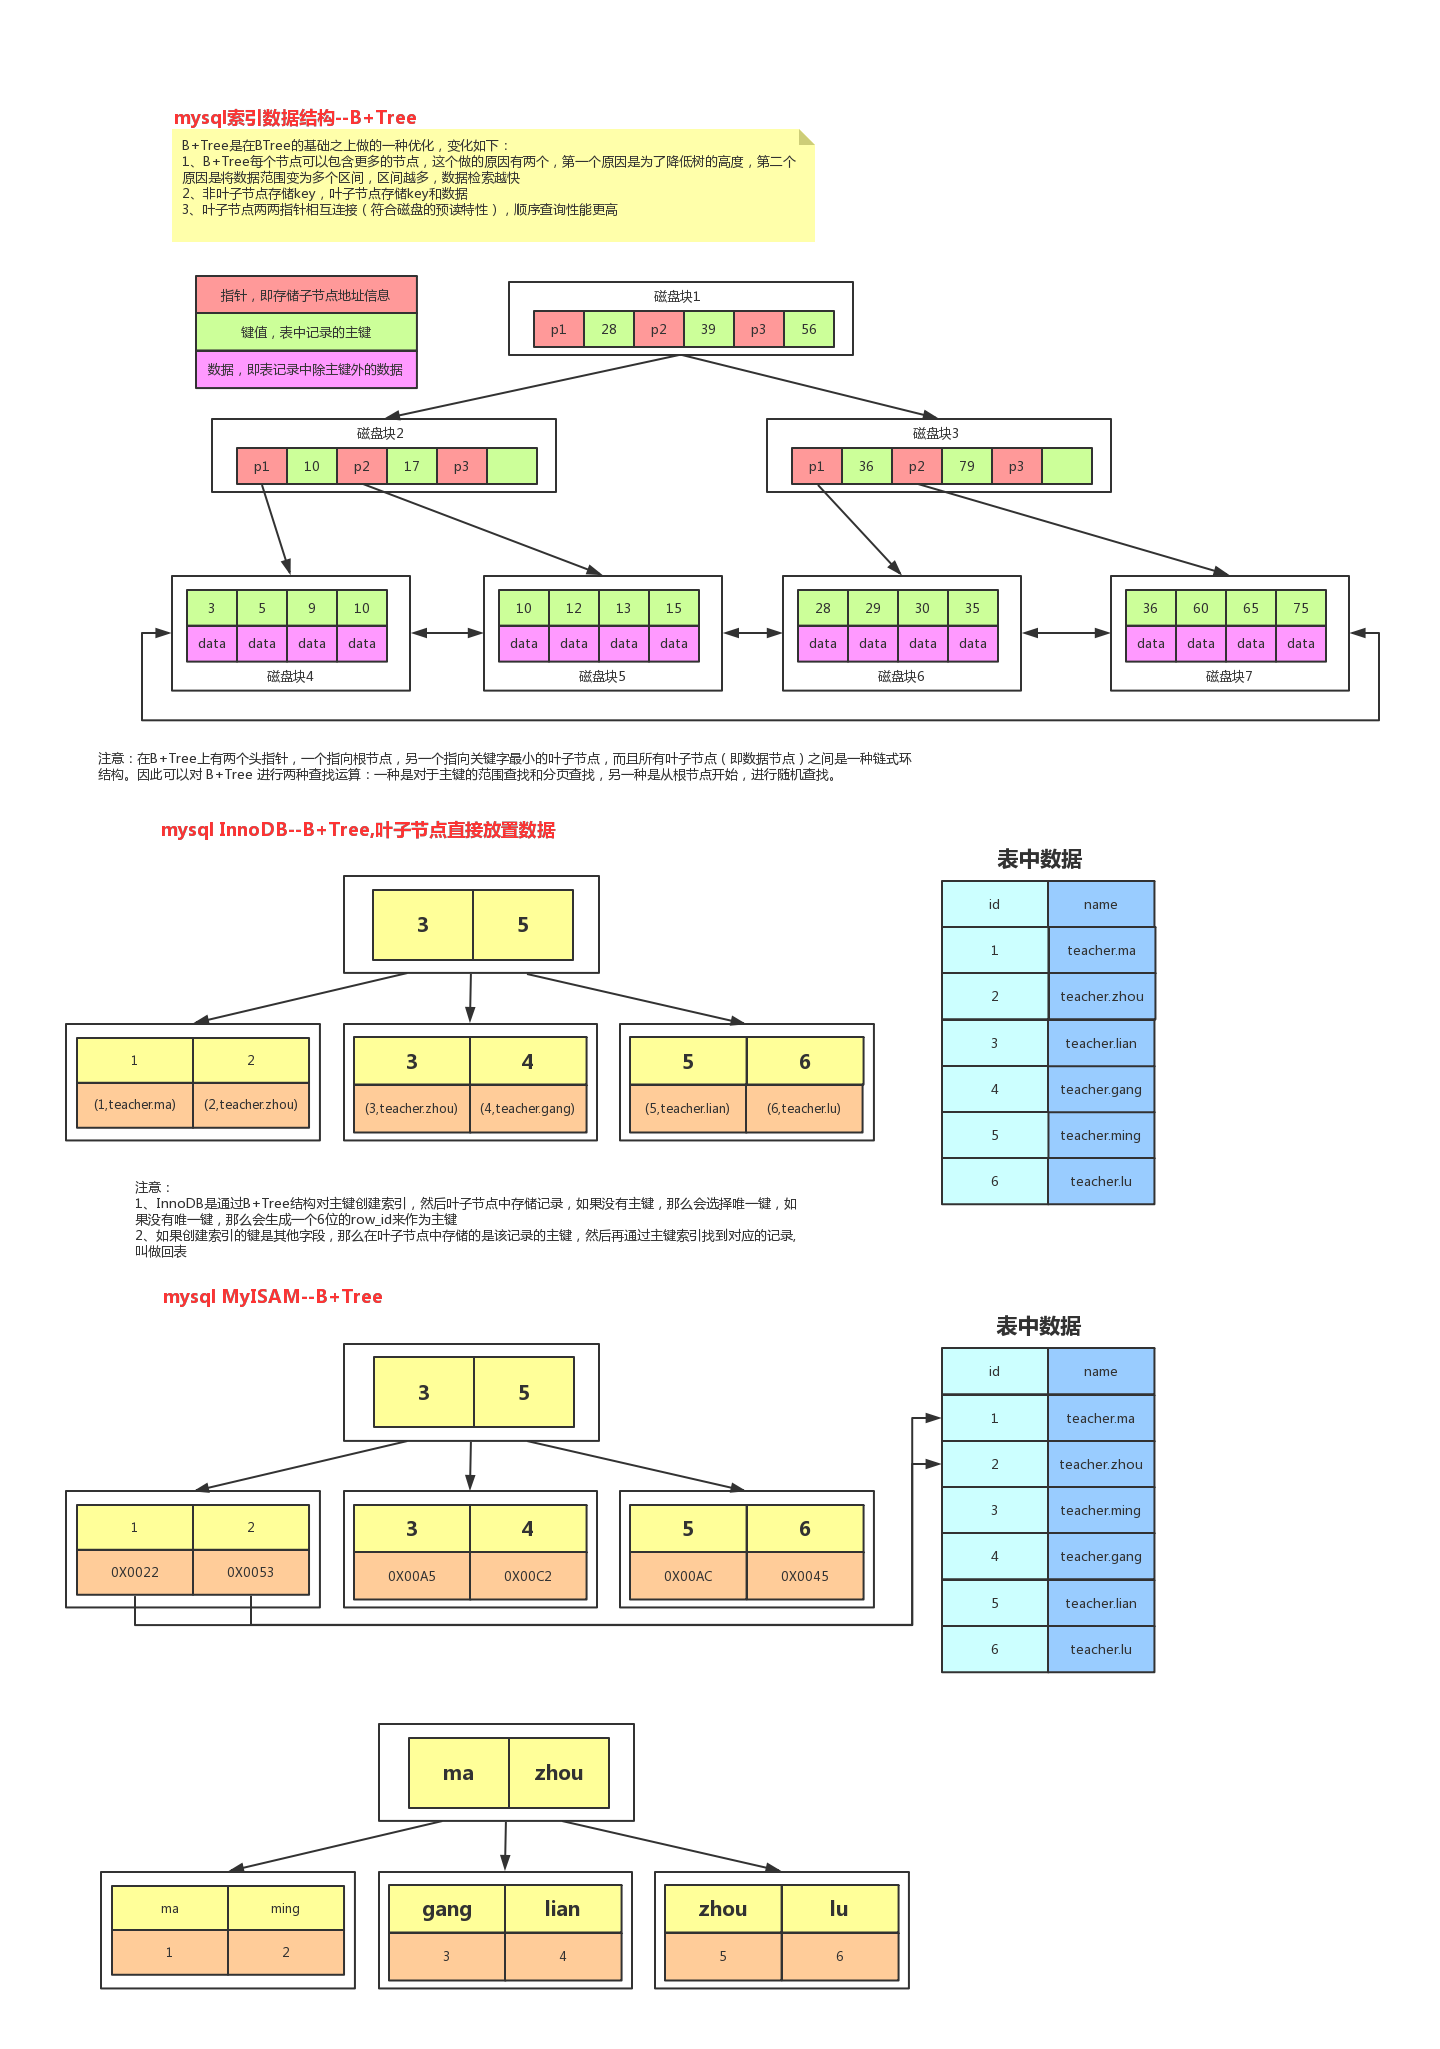 mysql索引数据结构--B+Tree
B+Tree是在BTree的基础之上做的一种优化，变化如下：
1、B+Tree每个节点可以包含更多的节点，这个做的原因有两个，第一个原因是为了降低树的高度，第二个
原因是将数据范围变为多个区间，区间越多，数据检索越快
2、非叶子节点存储key，叶子节点存储key和数据
3、叶子节点两两指针相互连接（符合磁盘的预读特性），顺序查询性能更高
指针，即存储子节点地址信息
键值，表中记录的主键
数据，即表记录中除主键外的数据
磁盘块1
p1 28 p2 39 p3 56
磁盘块2
p1 10 p2 17 p3
磁盘块3
p1 36 p2 79 p3
3 5 9 10
data data data data
磁盘块4
10 12 13 15
data data data data
磁盘块5
28 29 30 35
data data data data
磁盘块6
36 60 65 75
data data data data
磁盘块7
注意：在B+Tree上有两个头指针，一个指向根节点，另一个指向关键字最小的叶子节点，而且所有叶子节点（即数据节点）之间是一种链式环
结构。因此可以对 B+Tree 进行两种查找运算：一种是对于主键的范围查找和分页查找，另一种是从根节点开始，进行随机查找。
mysql InnoDB--B+Tree,叶子节点直接放置数据
3 5
1 2
(1,teacher.ma) (2,teacher.zhou)
3 4
(3,teacher.zhou) (4,teacher.gang)
5 6
(5,teacher.lian) (6,teacher.lu)
表中数据
id name
1 teacher.ma
2 teacher.zhou
3 teacher.lian
4 teacher.gang
5 teacher.ming
6 teacher.lu
注意：
1、InnoDB是通过B+Tree结构对主键创建索引，然后叶子节点中存储记录，如果没有主键，那么会选择唯一键，如
果没有唯一键，那么会生成一个6位的row_id来作为主键
2、如果创建索引的键是其他字段，那么在叶子节点中存储的是该记录的主键，然后再通过主键索引找到对应的记录,
叫做回表
mysql MyISAM--B+Tree
3 5
1 2
0X0022 0X0053
3 4
0X00A5 0X00C2
5 6
0X00AC 0X0045
表中数据
id name
1 teacher.ma
2 teacher.zhou
3 teacher.ming
4 teacher.gang
5 teacher.lian
6 teacher.lu
ma zhou
ma ming
1 2
gang lian
3 4
zhou lu
5 6